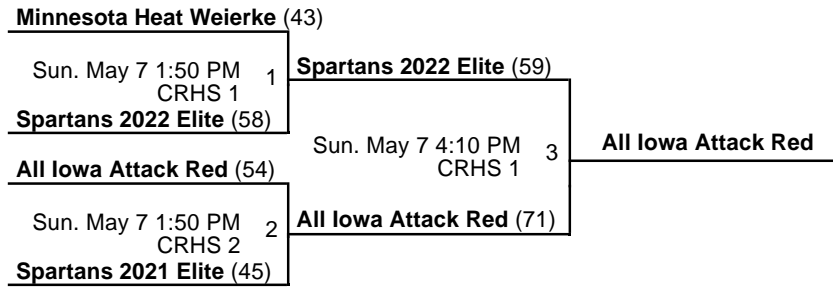 Minnesota Heat Weierke (43)
Sun. May 7 1:50 PM 1
CRHS 1
Spartans 2022 Elite (58)
Spartans 2022 Elite (59)
Sun. May 7 4:10 PM 3
CRHS 1
All Iowa Attack Red
All Iowa Attack Red (54)
Sun. May 7 1:50 PM 2
CRHS 2
All Iowa Attack Red (71)
Spartans 2021 Elite (45)